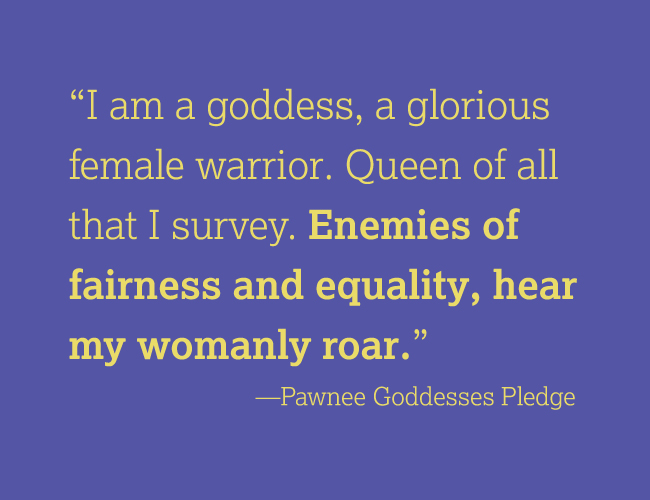 “I am a goddess, a glorious
female warrior. Queen of all
that I survey. Enemies of
fairness and equality, hear
my womanly roar.”
—Pawnee Goddesses Pledge